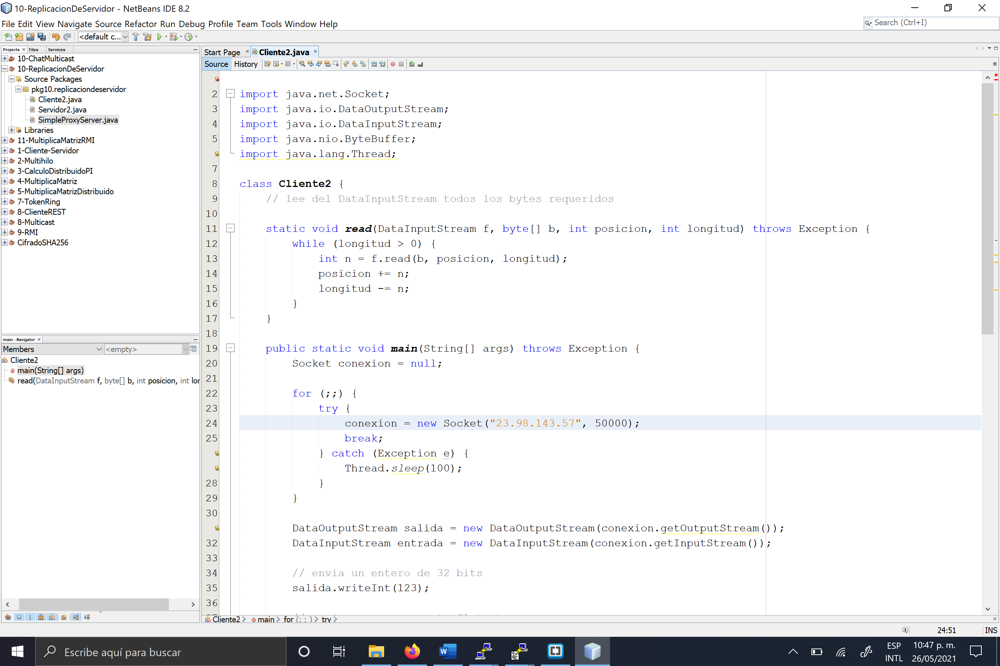 10-ReplicacionDeServidor - NetBeans IDE 8.2
File Edit View Navigate Source Refactor Run Debug Profile Team Tools Window Help
Search (Ctrl+I)
<default c...
Projects Files Services
10-ChatMulticast
10-ReplicacionDeServidor
Source Packages
pkg10.replicaciondeservidor
Cliente2.java
Servidor2.java
SimpleProxyServer.java
Libraries
11-MultiplicaMatrizRMI
1-Cliente-Servidor
2-Multihilo
3-CalculoDistribuidoPI
4-MultiplicaMatriz
5-MultiplicaMatrizDistribuido
7-TokenRing
8-ClienteREST
8-Multicast
9-RMI
CifradoSHA256
main - Navigator
Members <empty>
Cliente2
main(String[] args)
read(DataInputStream f, byte[] b, int posicion, int lor
Start Page Cliente2.java
Source History
2 import java.net.Socket;
3 import java.io.DataOutputStream;
4 import java.io.DataInputStream;
5 import java.nio.ByteBuffer;
import java.lang.Thread;
7
8 class Cliente2 {
9 // lee del DataInputStream todos los bytes requeridos
10
11 static void read(DataInputStream f, byte[] b, int posicion, int longitud) throws Exception {
12 while (longitud > 0) {
13 int n = f.read(b, posicion, longitud);
14 posicion += n;
15 longitud -= n;
16 }
17 }
18
19 public static void main(String[] args) throws Exception {
20 Socket conexion = null;
21
22 for (;;) {
23 try {
24 conexion = new Socket("23.98.143.57", 50000);
25 break;
} catch (Exception e) {
Thread.sleep(100);
28 }
29 }
30
DataOutputStream salida = new DataOutputStream(conexion.getOutputStream());
32 DataInputStream entrada = new DataInputStream(conexion.getInputStream());
33
34 // envia un entero de 32 bits
35 salida.writeInt(123);
36
Cliente2 main for (;;) try
24:51 INS
Escribe aquí para buscar
ESP
INTL
10:47 p. m.
26/05/2021